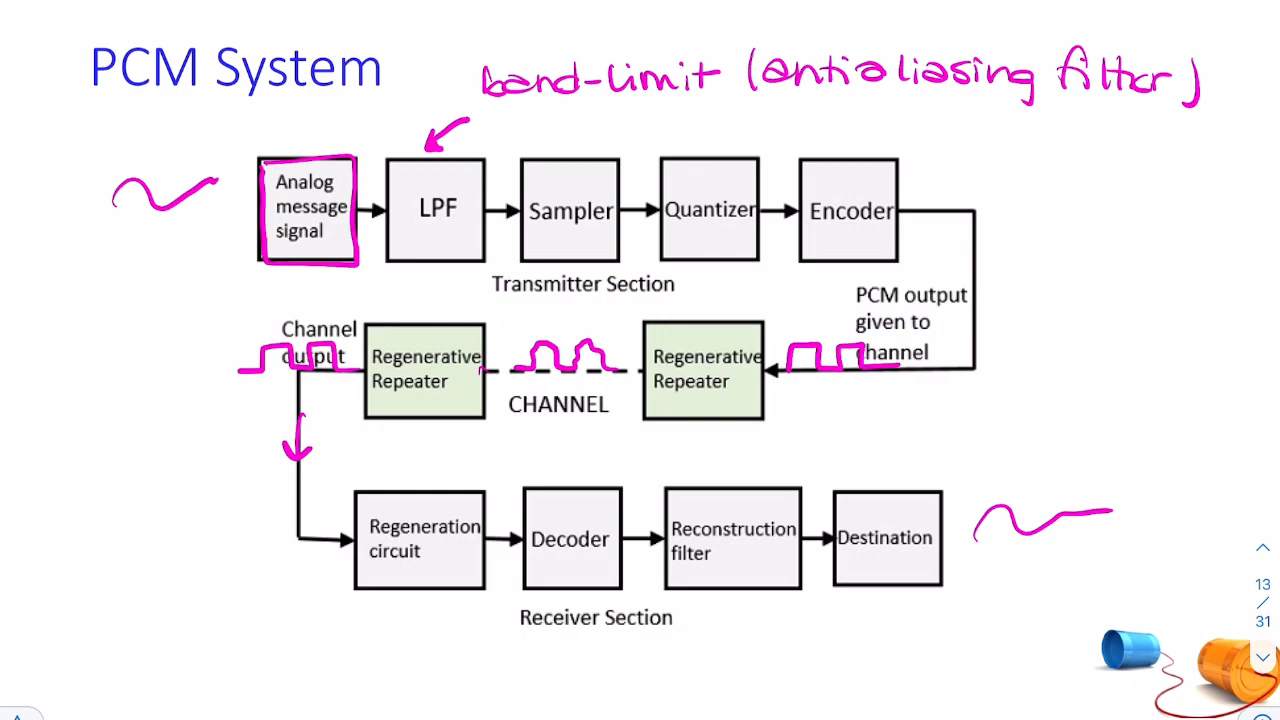 PCM System
band-limit (antialiasing filter)
Analog
message
signal
LPF
Sampler
Quantizer
Encoder
Transmitter Section
PCM output
given to
channel
Channel
output
Regenerative
Repeater
CHANNEL
Regenerative
Repeater
Regeneration
circuit
Decoder
Reconstruction
filter
Destination
Receiver Section
13
/
31